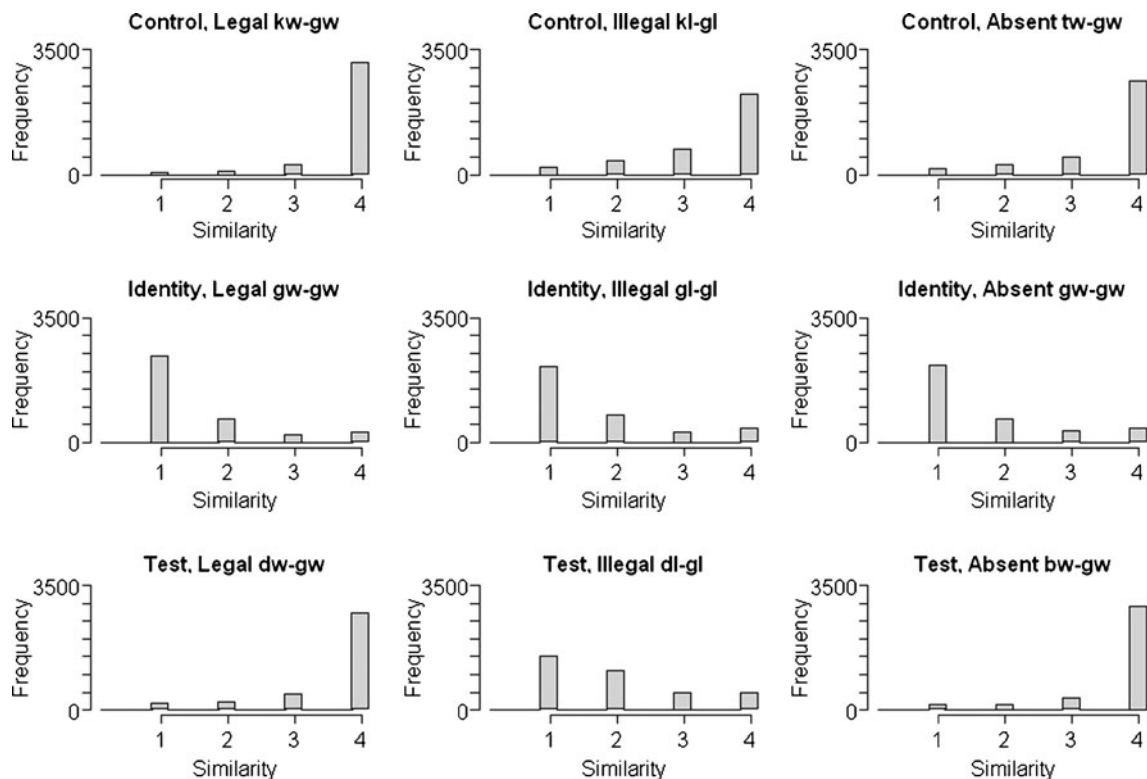 Control, Legal kw-gw
3500
Frequency
0
1 2 3 4
Similarity
Control, Illegal kl-gl
3500
Frequency
0
1 2 3 4
Similarity
Control, Absent tw-gw
3500
Frequency
0
1 2 3 4
Similarity
Identity, Legal gw-gw
3500
Frequency
0
1 2 3 4
Similarity
Identity, Illegal gl-gl
3500
Frequency
0
1 2 3 4
Similarity
Identity, Absent gw-gw
3500
Frequency
0
1 2 3 4
Similarity
Test, Legal dw-gw
3500
Frequency
0
1 2 3 4
Similarity
Test, Illegal dl-gl
3500
Frequency
0
1 2 3 4
Similarity
Test, Absent bw-gw
3500
Frequency
0
1 2 3 4
Similarity